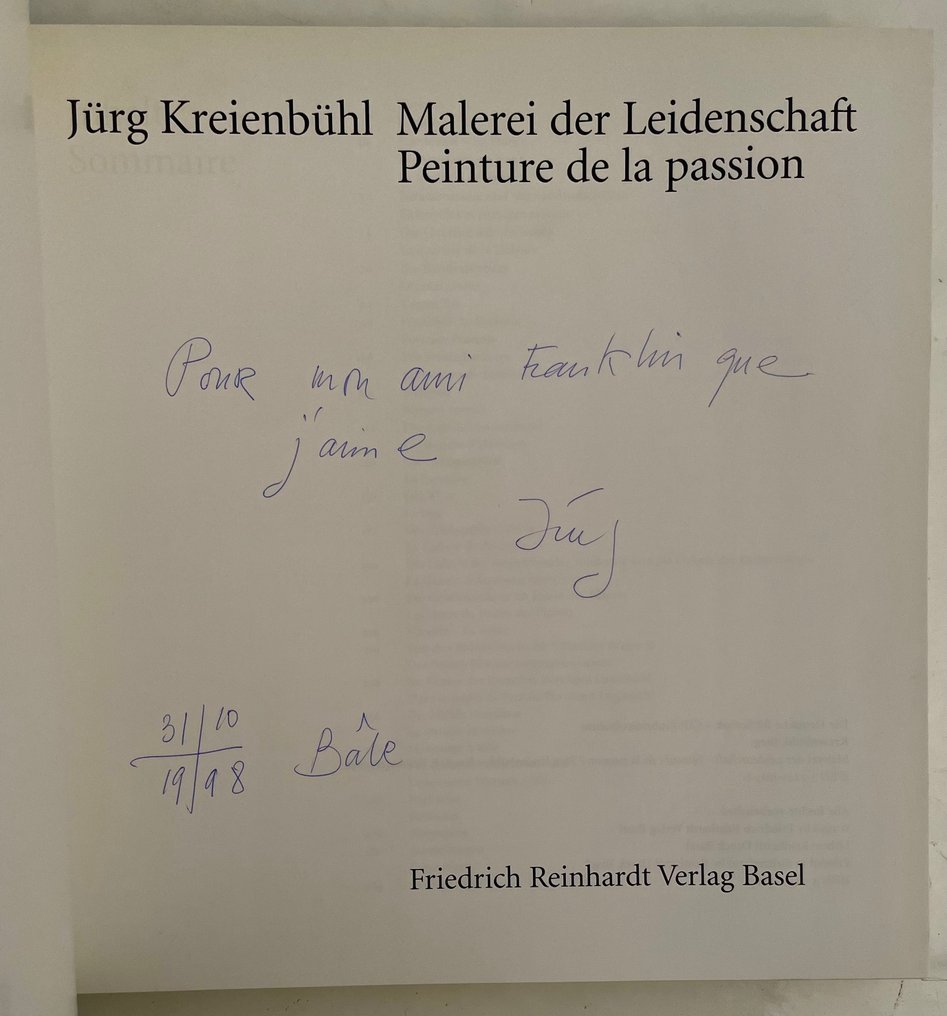 Jürg Kreienbühl Malerei der Leidenschaft
Peinture de la passion
Sommaire
Pour mon ami Franklin que
j'aime
Jürg
31/10
1998 Bâle
Friedrich Reinhardt Verlag Basel